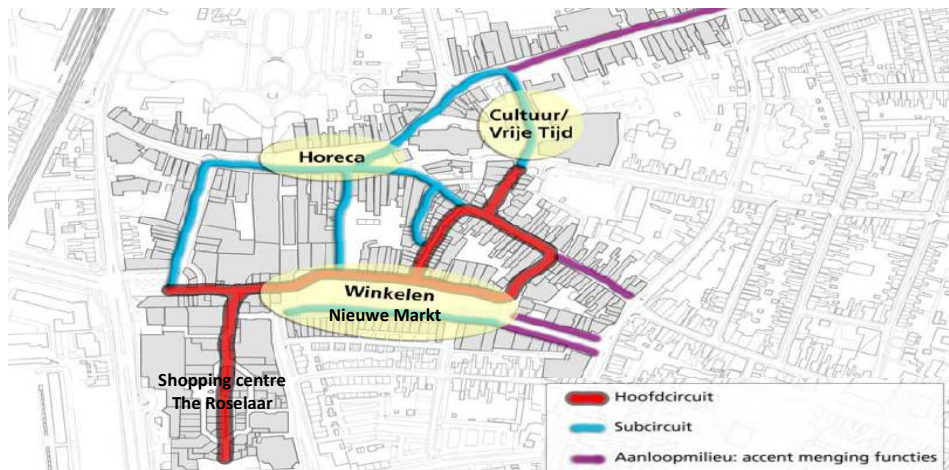 Cultuur/
Vrije Tijd
Horeca
Winkelen
Nieuwe Markt
Shopping centre
The Roselaar
Hoofdcircuit
Subcircuit
Aanloopmilieu: accent menging functies